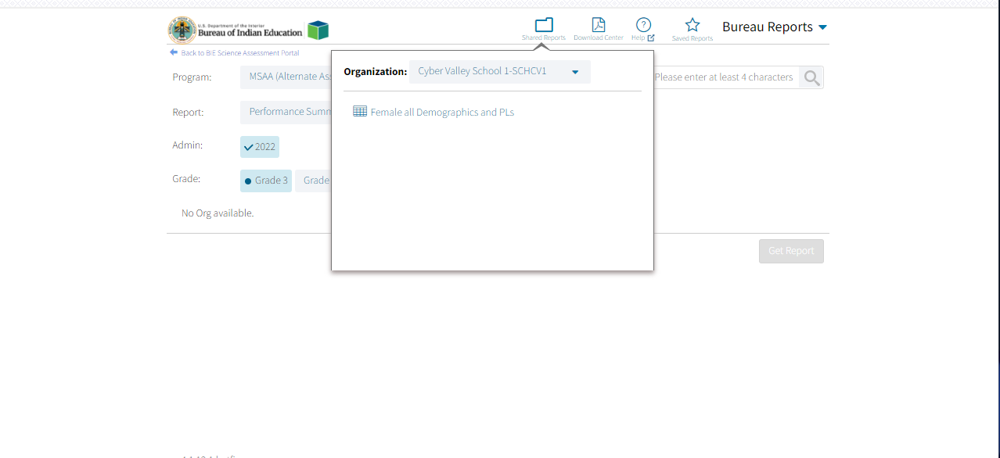 U.S. Department of the Interior
Bureau of Indian Education
Shared Reports
Download Center
Help
Saved Reports
Bureau Reports
Back to BIE Science Assessment Portal
Organization: Cyber Valley School 1-SCHCV1
Program: MSAA (Alternate Ass
Please enter at least 4 characters
Female all Demographics and PLs
Report: Performance Summ
Admin: 2022
Grade: Grade 3 Grade
No Org available.
Get Report